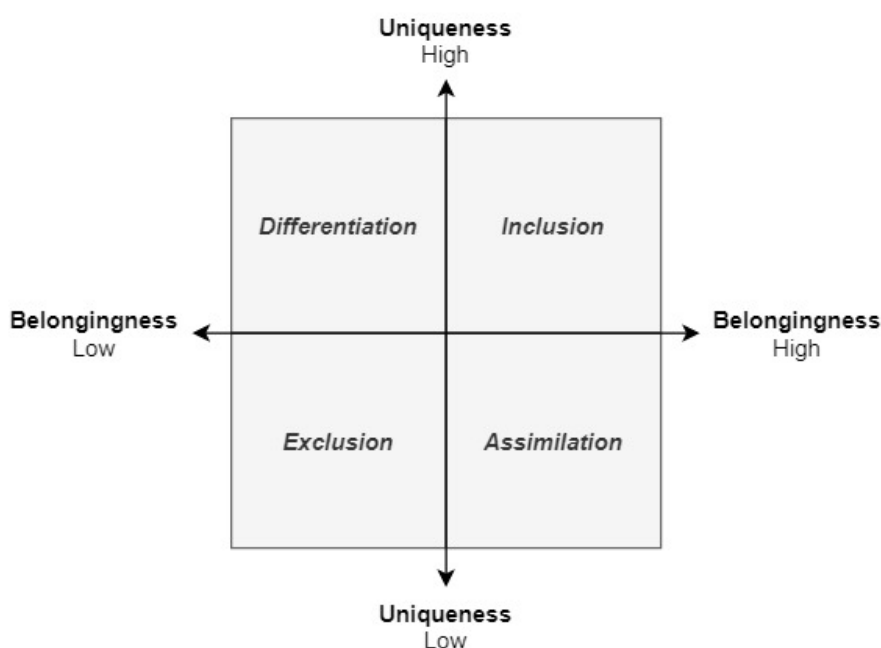 Uniqueness
High
Differentiation
Inclusion
Belongingness
Low
Belongingness
High
Exclusion
Assimilation
Uniqueness
Low